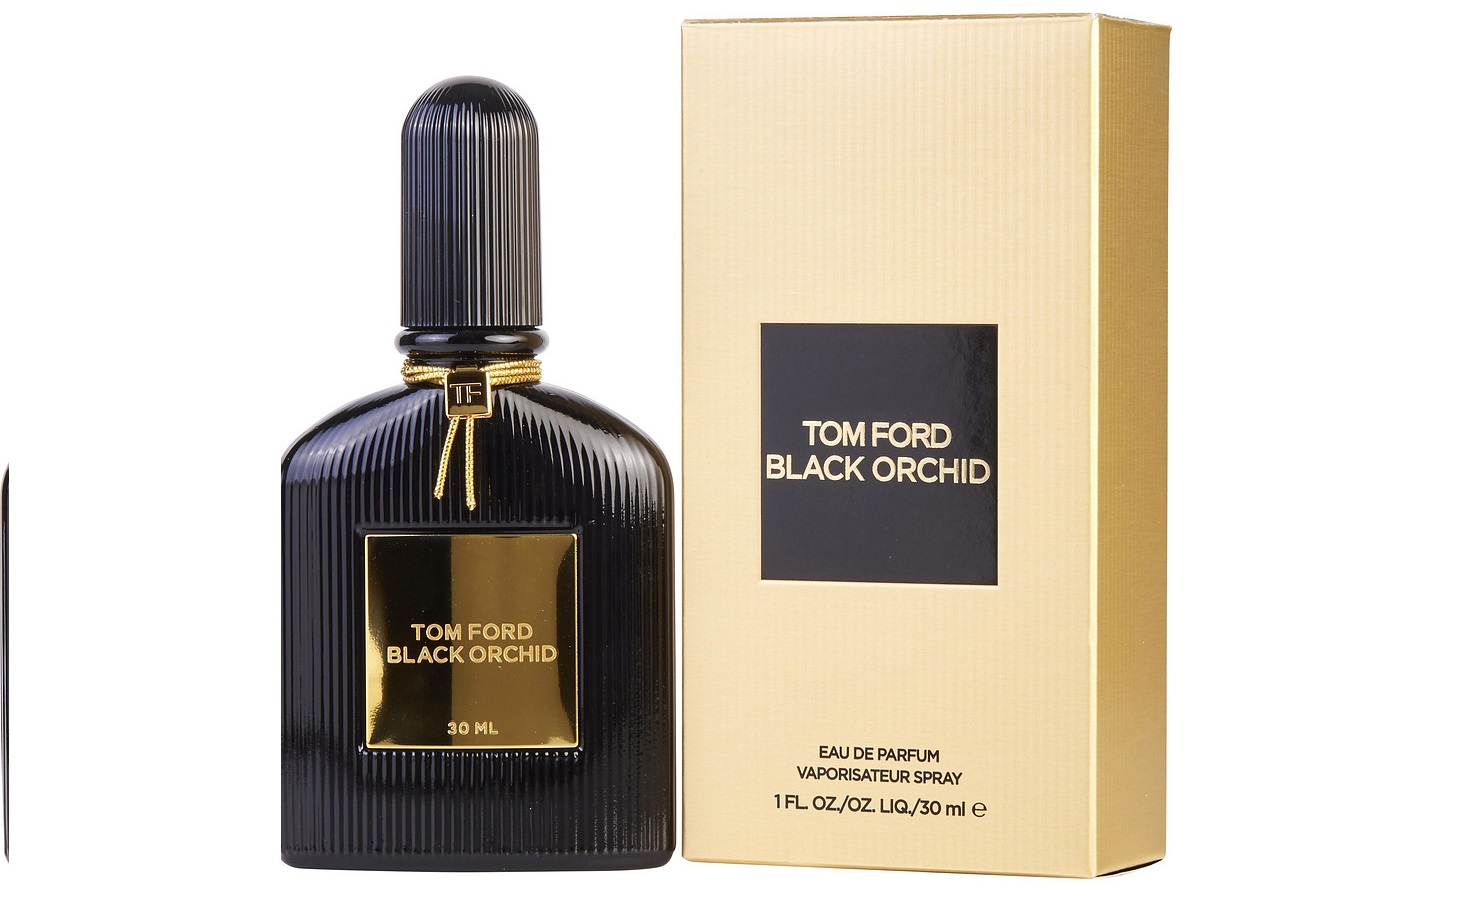 TF
TOM FORD
BLACK ORCHID
30 ML
TOM FORD
BLACK ORCHID
EAU DE PARFUM
VAPORISATEUR SPRAY
1 FL. OZ./OZ. LIQ./30 ml ℮